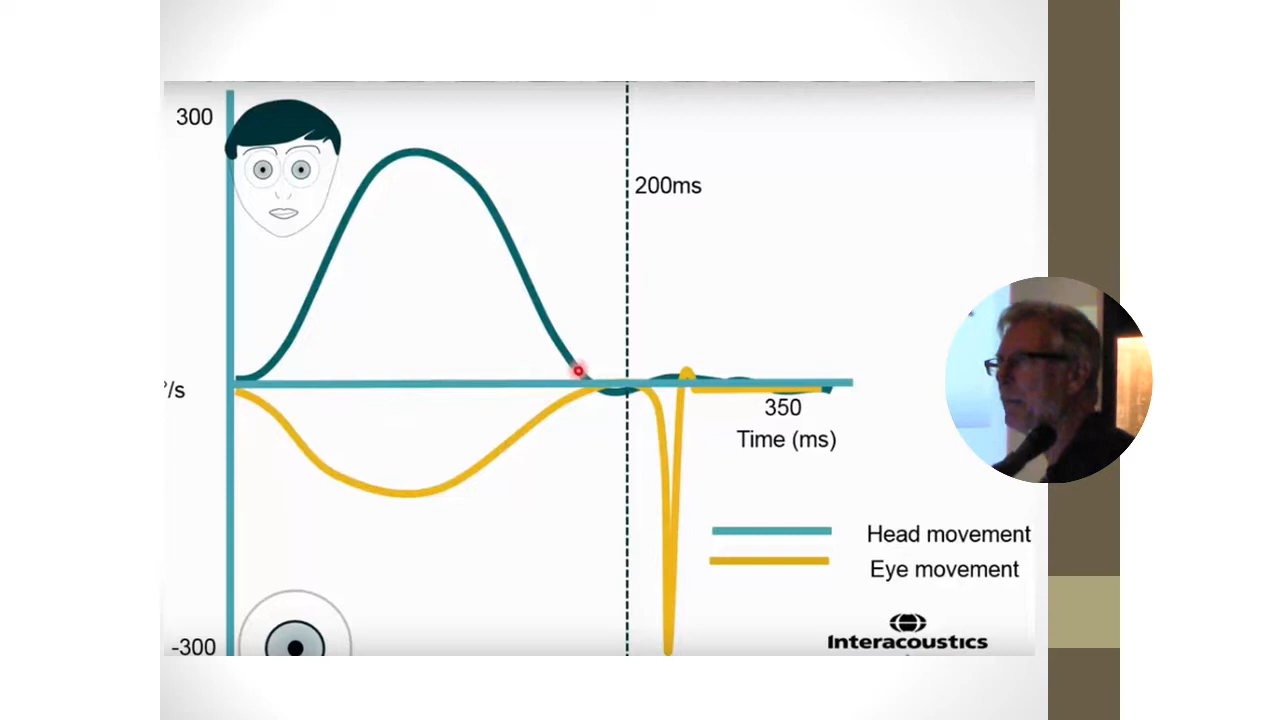 300
200ms
°/s
350
Time (ms)
Head movement
Eye movement
-300
Interacoustics